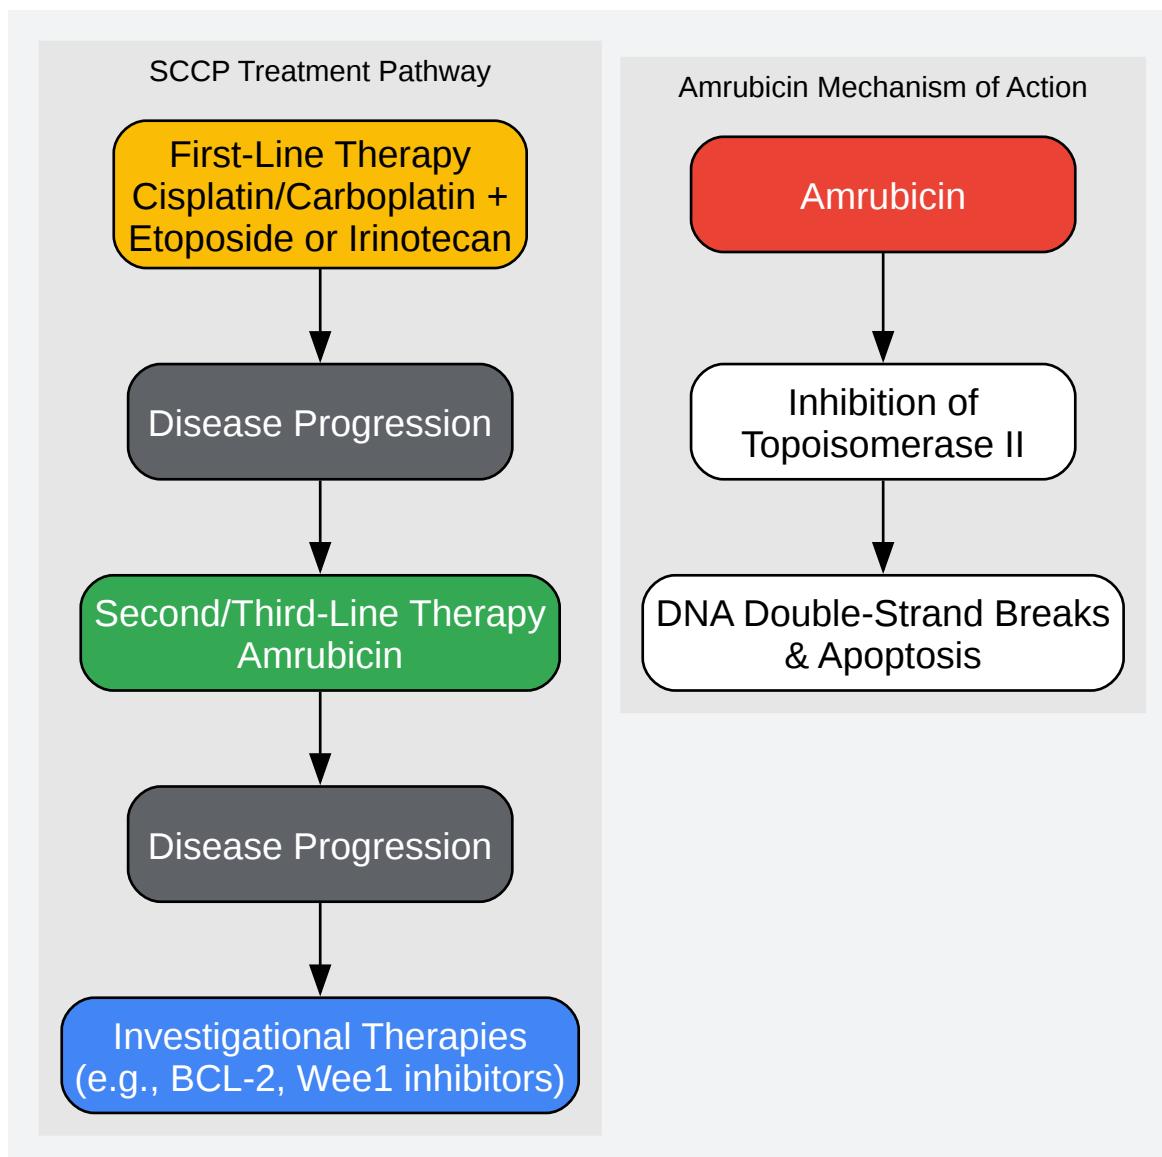 SCCP Treatment Pathway
First-Line Therapy
Cisplatin/Carboplatin +
Etoposide or Irinotecan
Disease Progression
Second/Third-Line Therapy
Amrubicin
Disease Progression
Investigational Therapies
(e.g., BCL-2, Wee1 inhibitors)
Amrubicin Mechanism of Action
Amrubicin
Inhibition of
Topoisomerase II
DNA Double-Strand Breaks
& Apoptosis